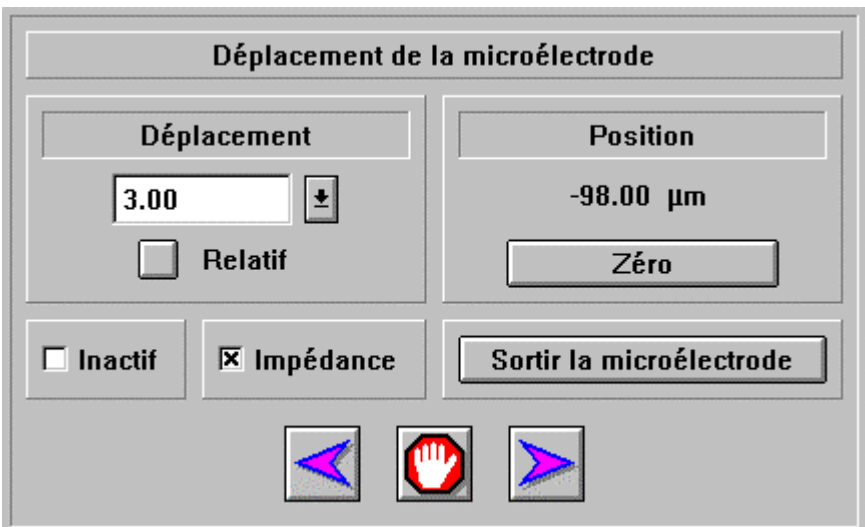 Déplacement de la microélectrode
Déplacement
3.00
Relatif
Position
-98.00 µm
Zéro
Inactif
Impédance
Sortir la microélectrode